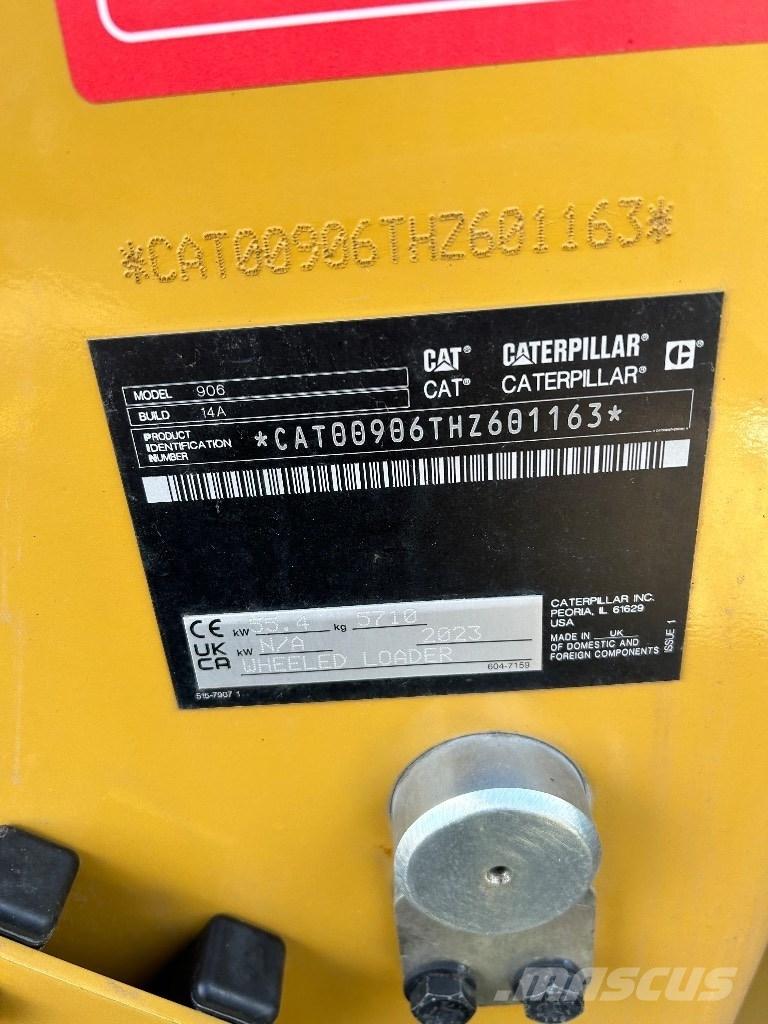 *CAT00906THZ601163*
CAT® CATERPILLAR®
CAT® CATERPILLAR®
MODEL 906
BUILD 14A
PRODUCT IDENTIFICATION NUMBER *CAT00906THZ601163*
CE kW 55.4 kg 5710
UKCA kW N/A 2023
WHEELED LOADER 604-7159
515-7907 1
CATERPILLAR INC.
PEORIA, IL 61629
USA
MADE IN UK
OF DOMESTIC AND
FOREIGN COMPONENTS
ISSUE 1
MASCUS